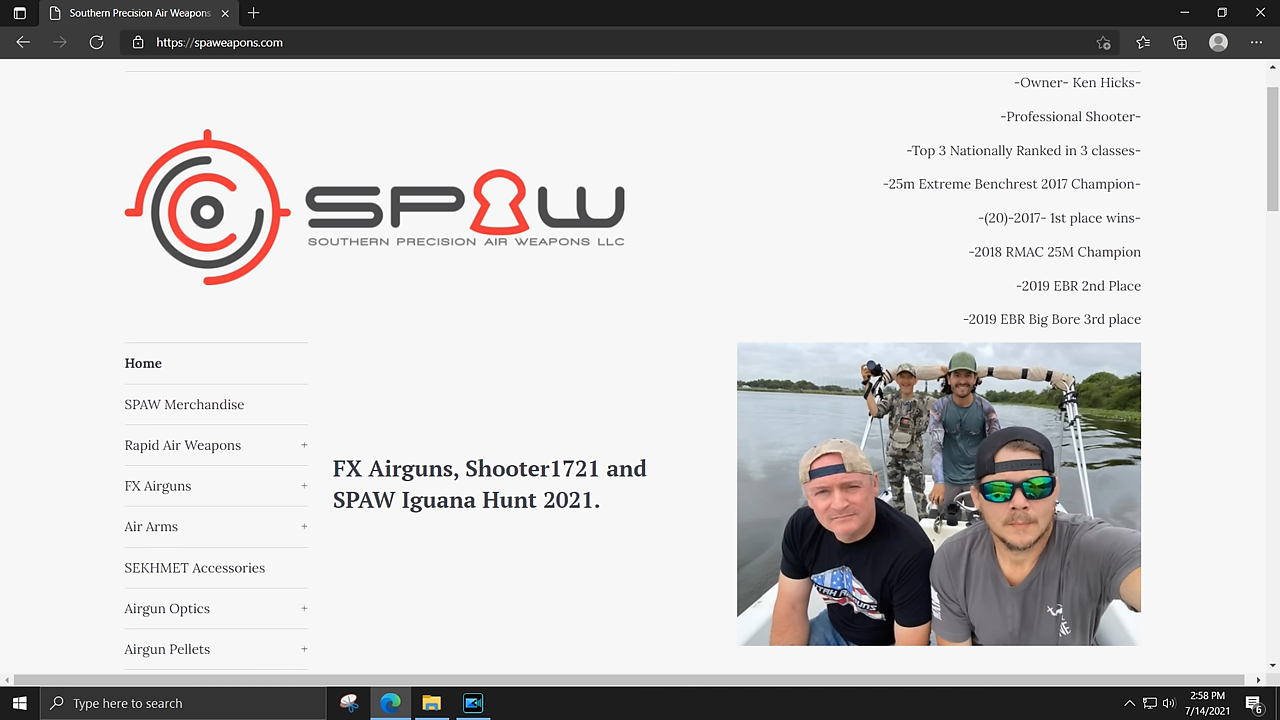 Southern Precision Air Weapons
https://spaweapons.com
-Owner- Ken Hicks-
-Professional Shooter-
-Top 3 Nationally Ranked in 3 classes-
-25m Extreme Benchrest 2017 Champion-
-(20)-2017- 1st place wins-
-2018 RMAC 25M Champion
-2019 EBR 2nd Place
-2019 EBR Big Bore 3rd place
SPAW
SOUTHERN PRECISION AIR WEAPONS LLC
Home
SPAW Merchandise
Rapid Air Weapons +
FX Airguns +
Air Arms +
SEKHMET Accessories
Airgun Optics +
Airgun Pellets +
FX Airguns, Shooter1721 and
SPAW Iguana Hunt 2021.
UTAH AIRGUNS
Type here to search
2:58 PM
7/14/2021
6